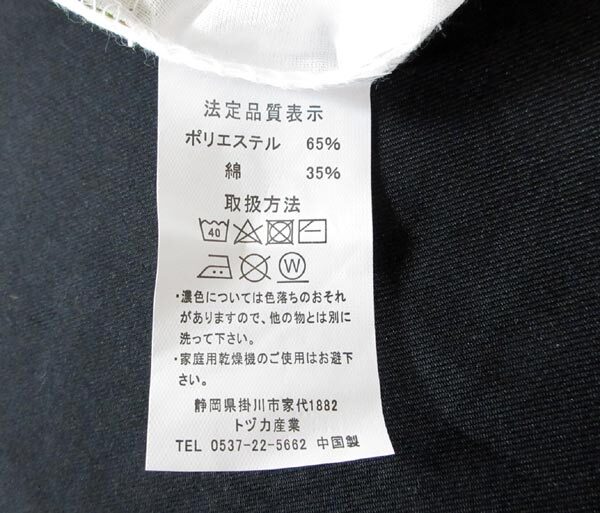 法定品質表示
ポリエステル 65%
綿 35%
取扱方法
40
W
・濃色については色落ちのおそれ
がありますので、他の物とは別に
洗って下さい。
・家庭用乾燥機のご使用はお避け
下さい。
静岡県掛川市家代1882
トヅカ産業
TEL 0537-22-5662 中国製